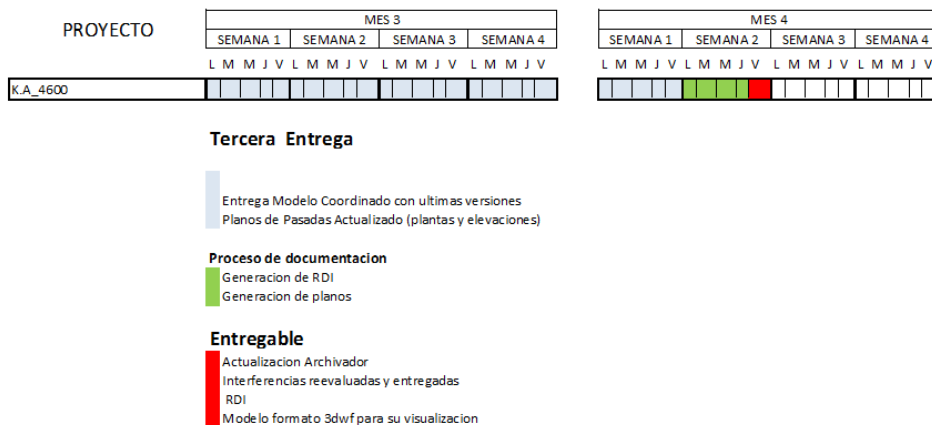 PROYECTO
MES 3
MES 4
SEMANA 1 SEMANA 2 SEMANA 3 SEMANA 4
SEMANA 1 SEMANA 2 SEMANA 3 SEMANA 4
L M M J V L M M J V L M M J V L M M J V
L M M J V L M M J V L M M J V L M M J V
K.A_4600
Tercera Entrega
Entrega Modelo Coordinado con ultimas versiones
Planos de Pasadas Actualizado (plantas y elevaciones)
Proceso de documentacion
Generacion de RDI
Generacion de planos
Entregable
Actualizacion Archivador
Interferencias reevaluadas y entregadas
RDI
Modelo formato 3dwf para su visualizacion